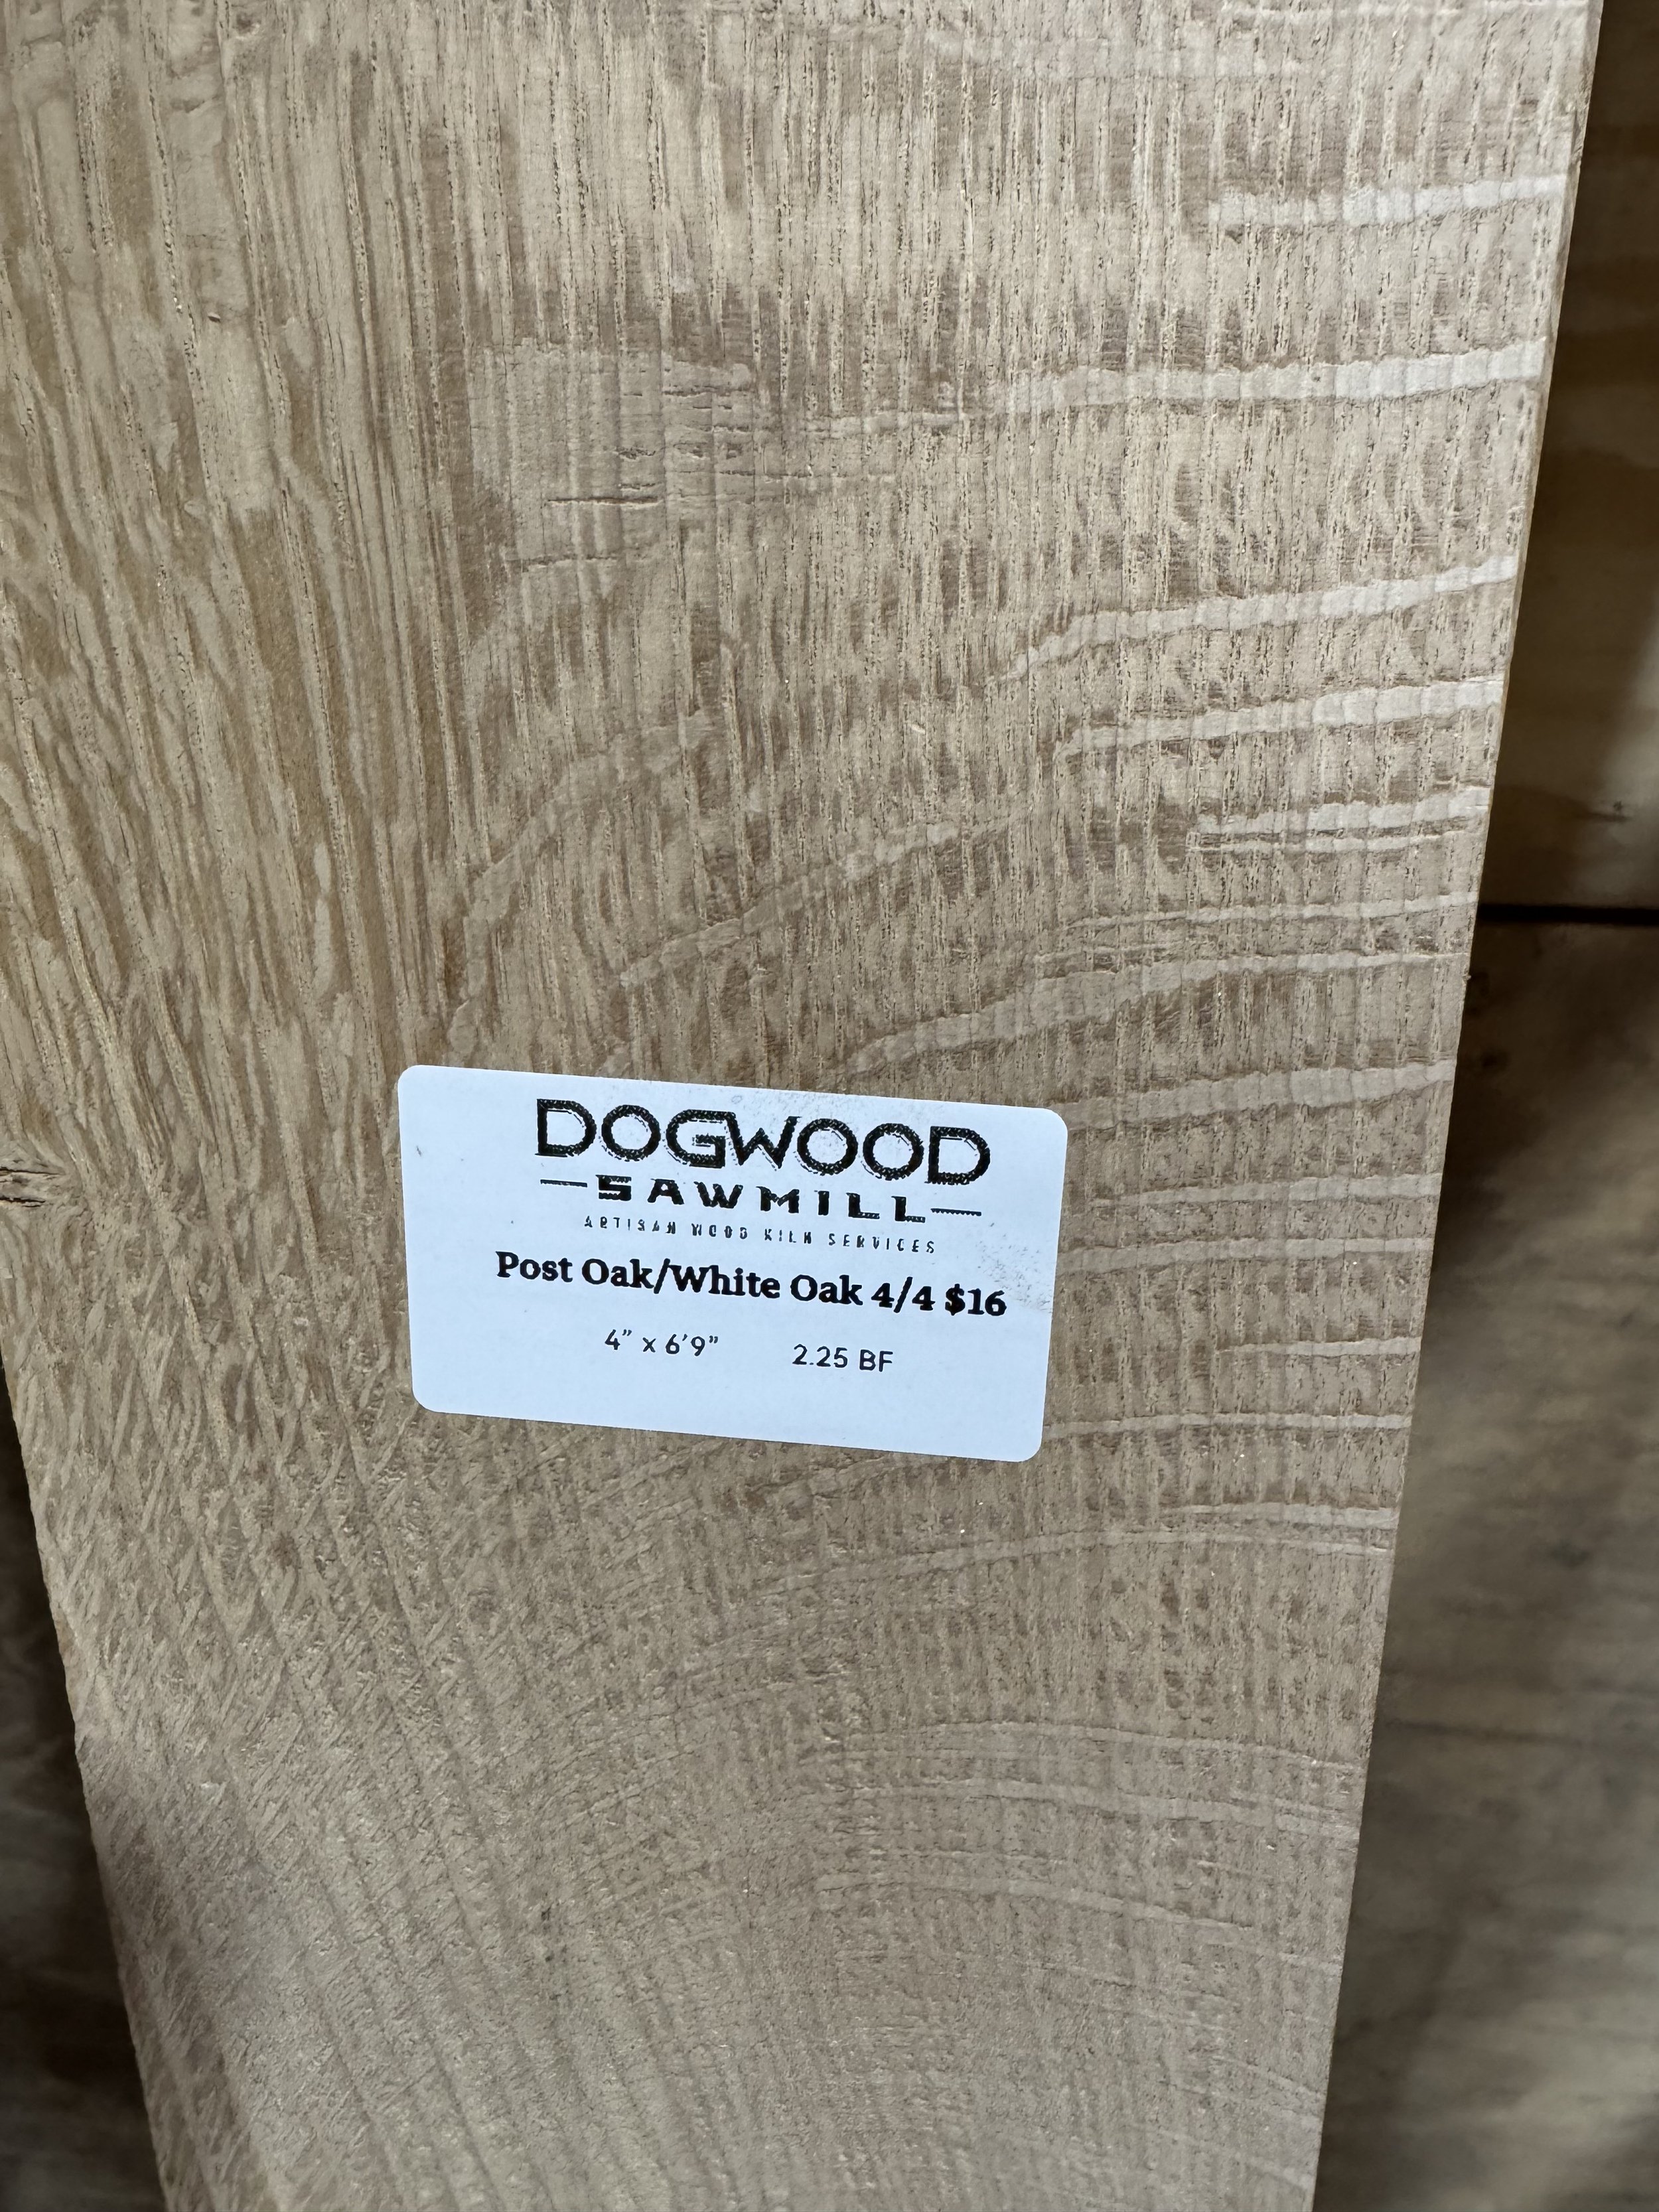 DOGWOOD
SAWMILL
ARTISAN WOOD KILN SERVICES
Post Oak/White Oak 4/4 $16
4” x 6’9” 2.25 BF